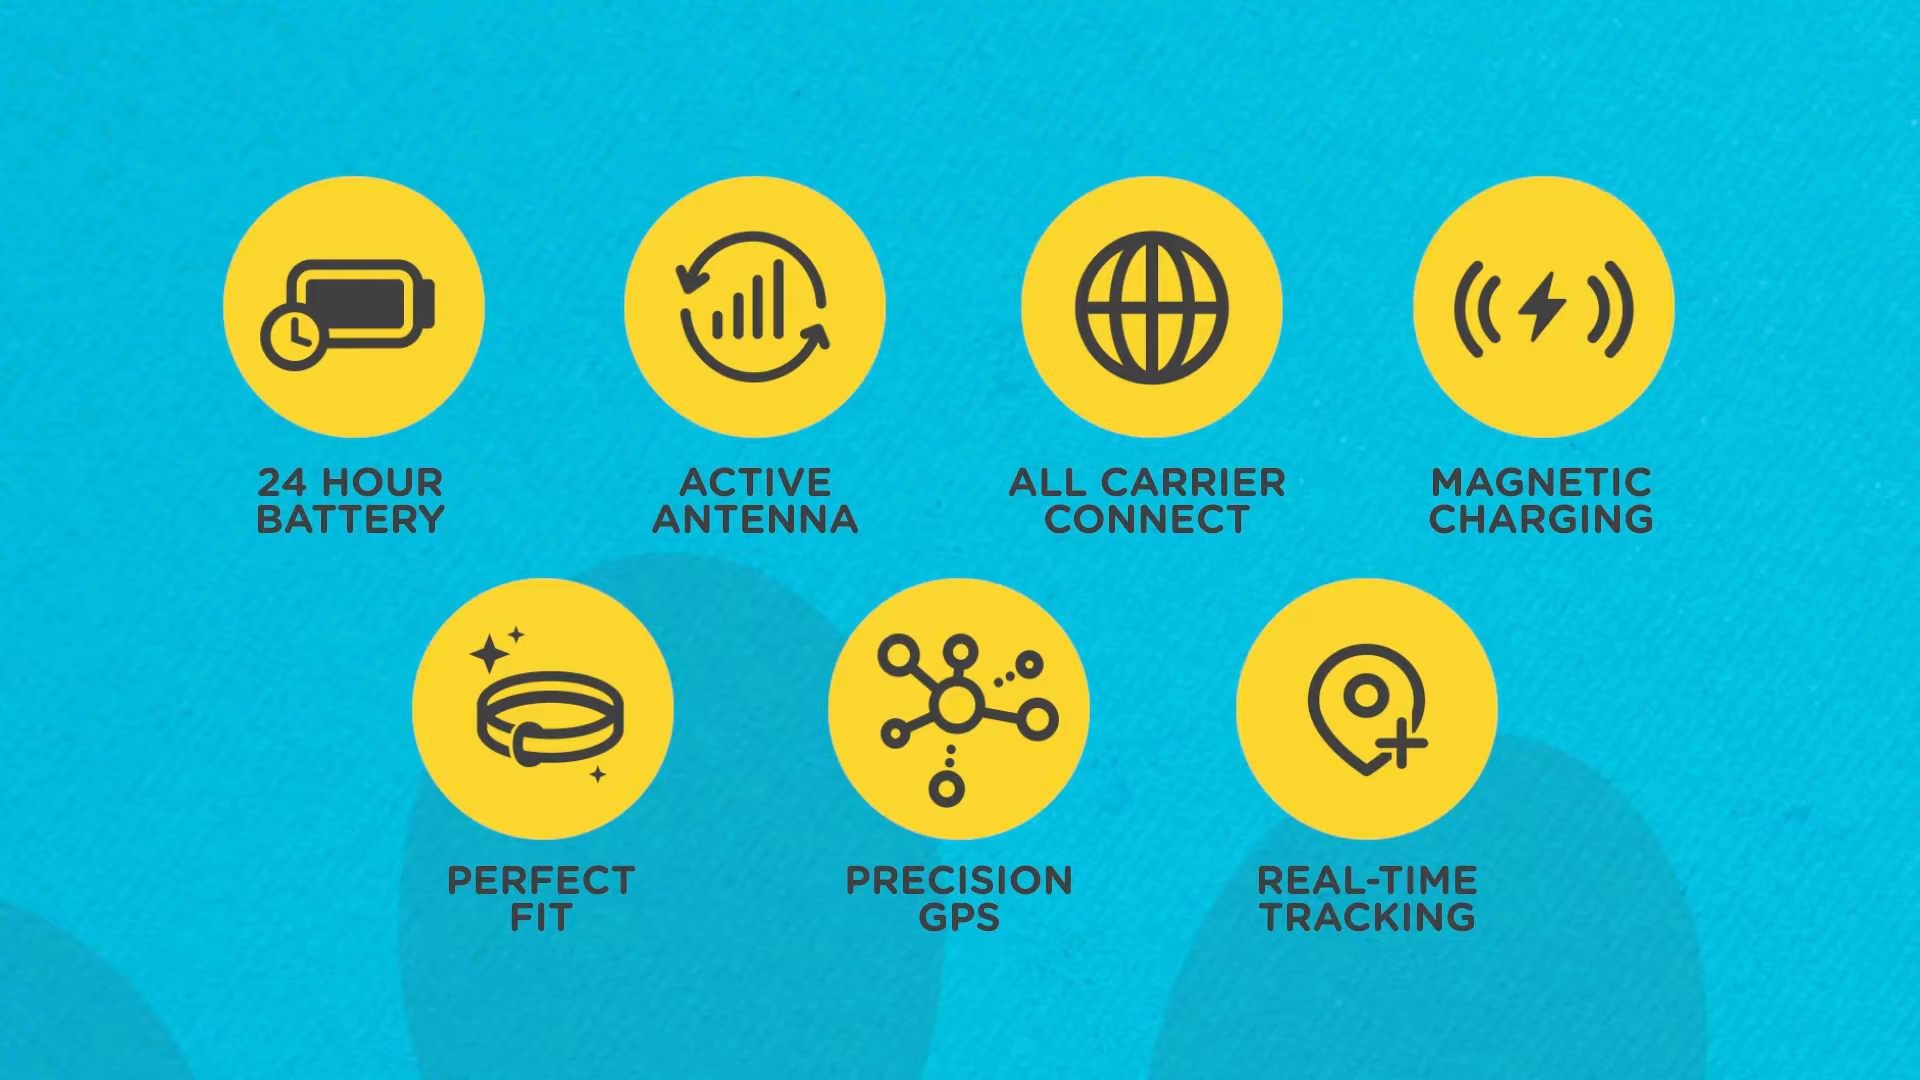 24 HOUR
BATTERY
ACTIVE
ANTENNA
ALL CARRIER
CONNECT
MAGNETIC
CHARGING
PERFECT
FIT
PRECISION
GPS
REAL-TIME
TRACKING